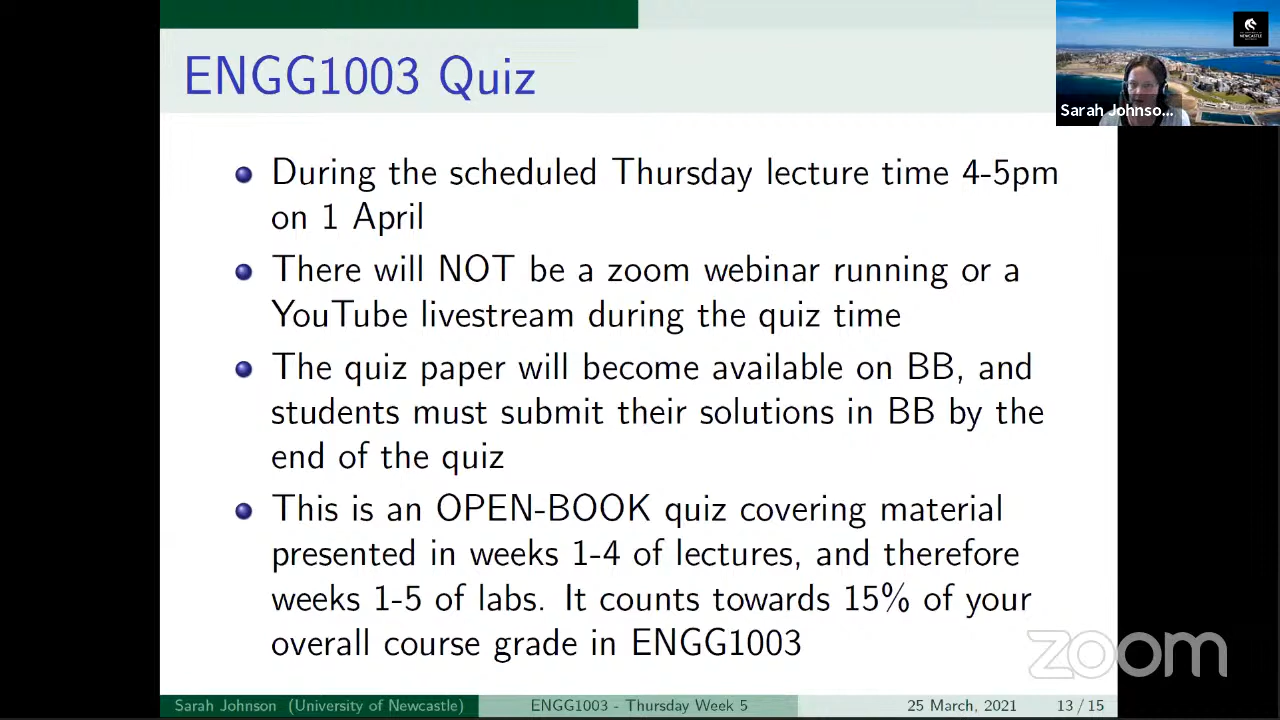 ENGG1003 Quiz
Sarah Johnso...
During the scheduled Thursday lecture time 4-5pm
on 1 April
There will NOT be a zoom webinar running or a
YouTube livestream during the quiz time
The quiz paper will become available on BB, and
students must submit their solutions in BB by the
end of the quiz
This is an OPEN-BOOK quiz covering material
presented in weeks 1-4 of lectures, and therefore
weeks 1-5 of labs. It counts towards 15% of your
overall course grade in ENGG1003
zoom
Sarah Johnson (University of Newcastle)
ENGG1003 - Thursday Week 5
25 March, 2021
13 / 15